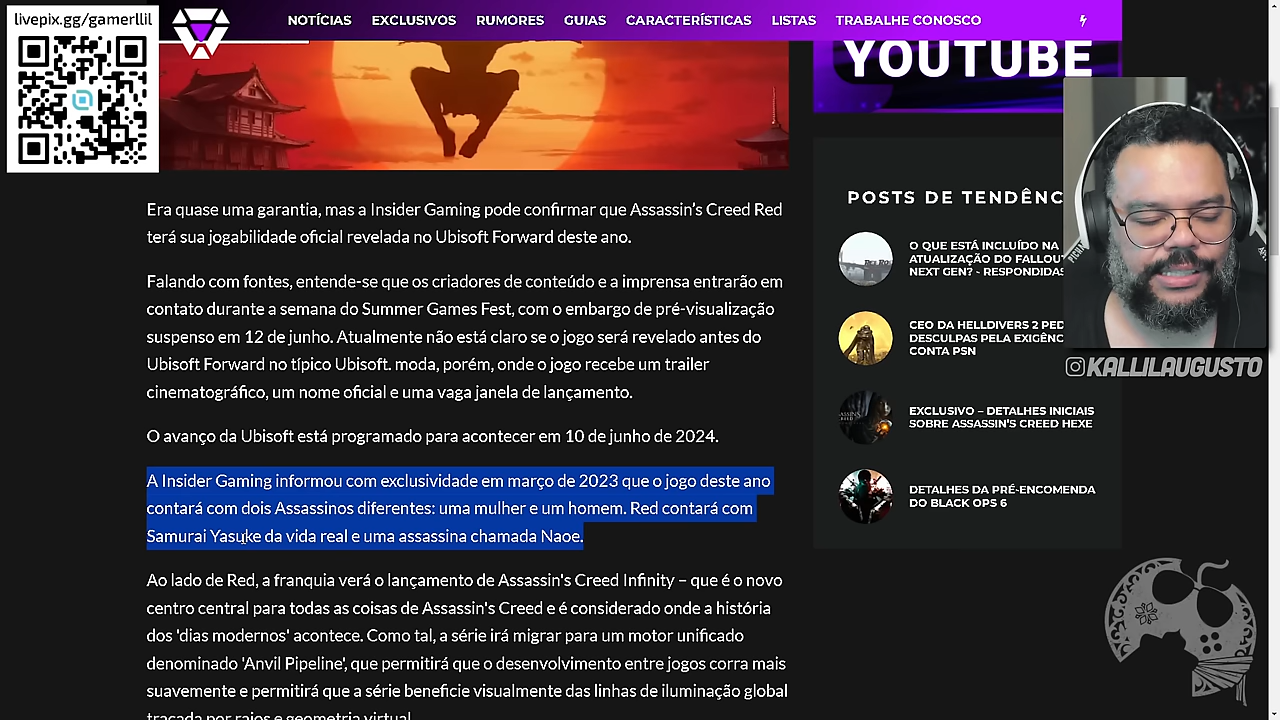 livepix.gg/gamerllil
NOTÍCIAS EXCLUSIVOS RUMORES GUIAS CARACTERÍSTICAS LISTAS TRABALHE CONOSCO
YOUTUBE
Era quase uma garantia, mas a Insider Gaming pode confirmar que Assassin’s Creed Red
terá sua jogabilidade oficial revelada no Ubisoft Forward deste ano.
Falando com fontes, entende-se que os criadores de conteúdo e a imprensa entrarão em
contato durante a semana do Summer Games Fest, com o embargo de pré-visualização
suspenso em 12 de junho. Atualmente não está claro se o jogo será revelado antes do
Ubisoft Forward no típico Ubisoft. moda, porém, onde o jogo recebe um trailer
cinematográfico, um nome oficial e uma vaga janela de lançamento.
O avanço da Ubisoft está programado para acontecer em 10 de junho de 2024.
A Insider Gaming informou com exclusividade em março de 2023 que o jogo deste ano
contará com dois Assassinos diferentes: uma mulher e um homem. Red contará com
Samurai Yasuke da vida real e uma assassina chamada Naoe.
Ao lado de Red, a franquia verá o lançamento de Assassin's Creed Infinity – que é o novo
centro central para todas as coisas de Assassin's Creed e é considerado onde a história
dos 'dias modernos' acontece. Como tal, a série irá migrar para um motor unificado
denominado 'Anvil Pipeline', que permitirá que o desenvolvimento entre jogos corra mais
suavemente e permitirá que a série beneficie visualmente das linhas de iluminação global
traçada por raios e geometria virtual.
POSTS DE TENDÊNC
O QUE ESTÁ INCLUÍDO NA
ATUALIZAÇÃO DO FALLOUT
NEXT GEN? - RESPONDIDAS
CEO DA HELLDIVERS 2 PED
DESCULPAS PELA EXIGÊNC
CONTA PSN
EXCLUSIVO – DETALHES INICIAIS
SOBRE ASSASSIN'S CREED HEXE
DETALHES DA PRÉ-ENCOMENDA
DO BLACK OPS 6
KALLILAUGUSTO